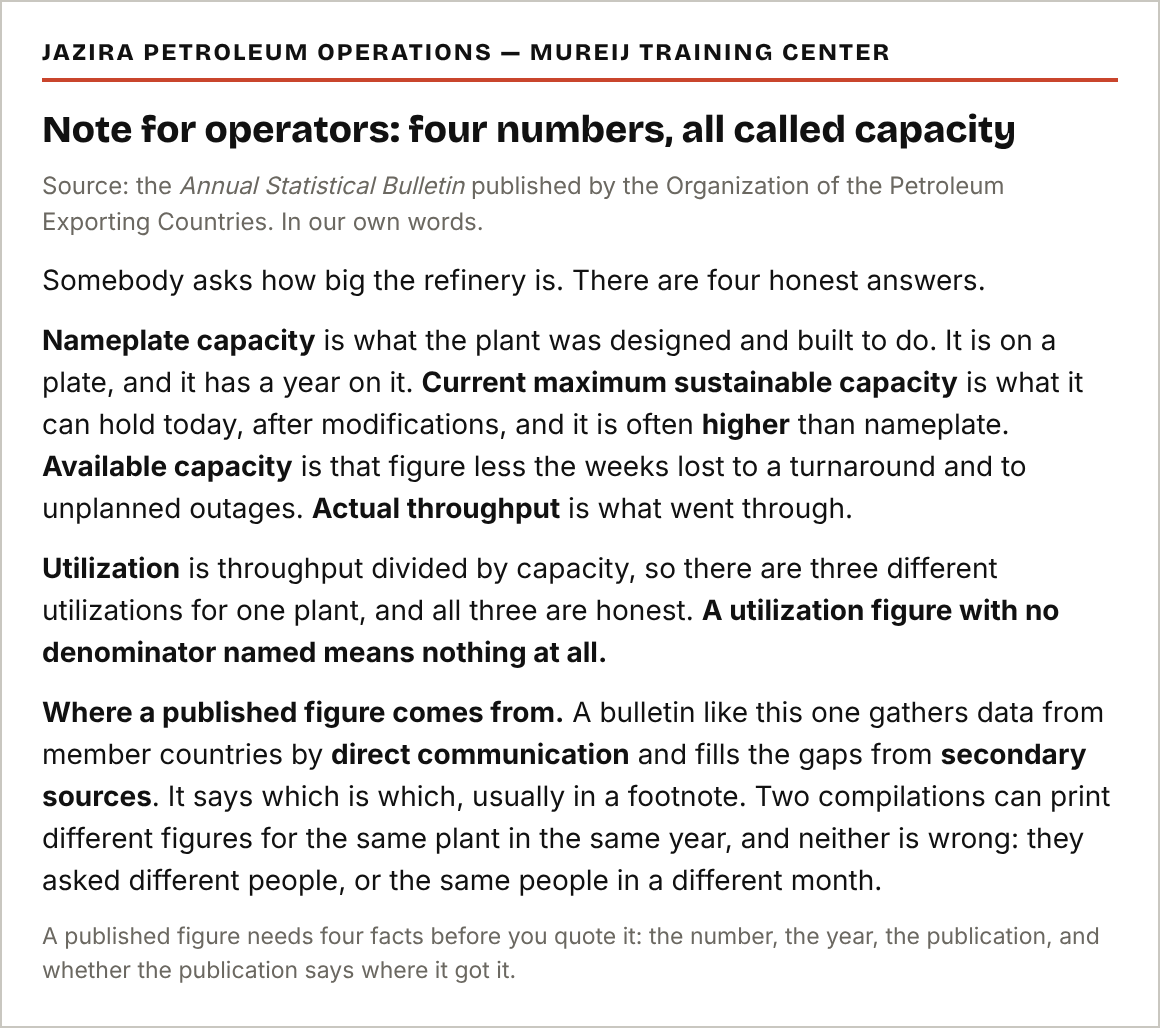 JAZIRA PETROLEUM OPERATIONS — MUREIJ TRAINING CENTER
Note for operators: four numbers, all called capacity
Source: the Annual Statistical Bulletin published by the Organization of the Petroleum
Exporting Countries. In our own words.
Somebody asks how big the refinery is. There are four honest answers.
Nameplate capacity is what the plant was designed and built to do. It is on a
plate, and it has a year on it. Current maximum sustainable capacity is what it
can hold today, after modifications, and it is often higher than nameplate.
Available capacity is that figure less the weeks lost to a turnaround and to
unplanned outages. Actual throughput is what went through.
Utilization is throughput divided by capacity, so there are three different
utilizations for one plant, and all three are honest. A utilization figure with no
denominator named means nothing at all.
Where a published figure comes from. A bulletin like this one gathers data from
member countries by direct communication and fills the gaps from secondary
sources. It says which is which, usually in a footnote. Two compilations can print
different figures for the same plant in the same year, and neither is wrong: they
asked different people, or the same people in a different month.
A published figure needs four facts before you quote it: the number, the year, the publication, and
whether the publication says where it got it.